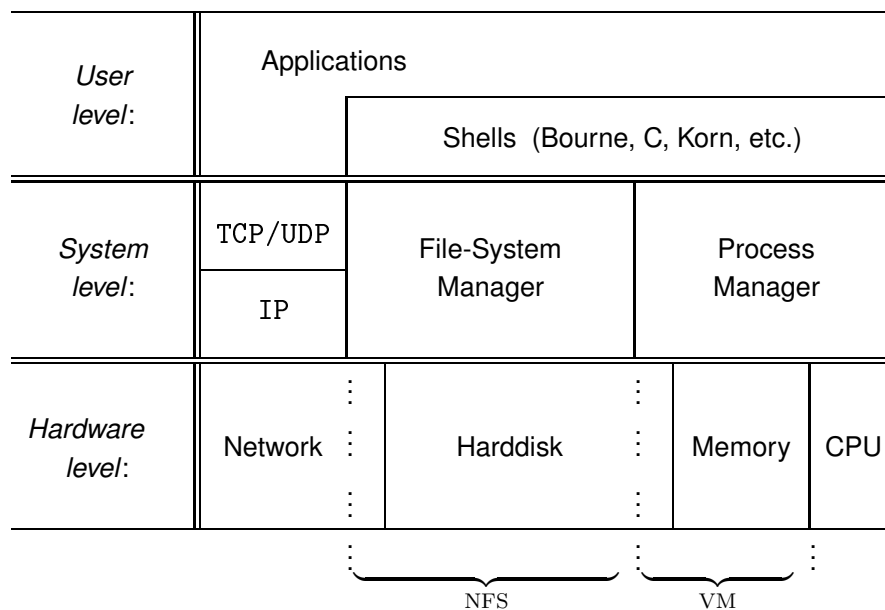 User
level:
Applications
Shells (Bourne, C, Korn, etc.)
System
level:
TCP/UDP
IP
File-System
Manager
Process
Manager
Hardware
level:
Network
Harddisk
Memory
CPU
NFS
VM